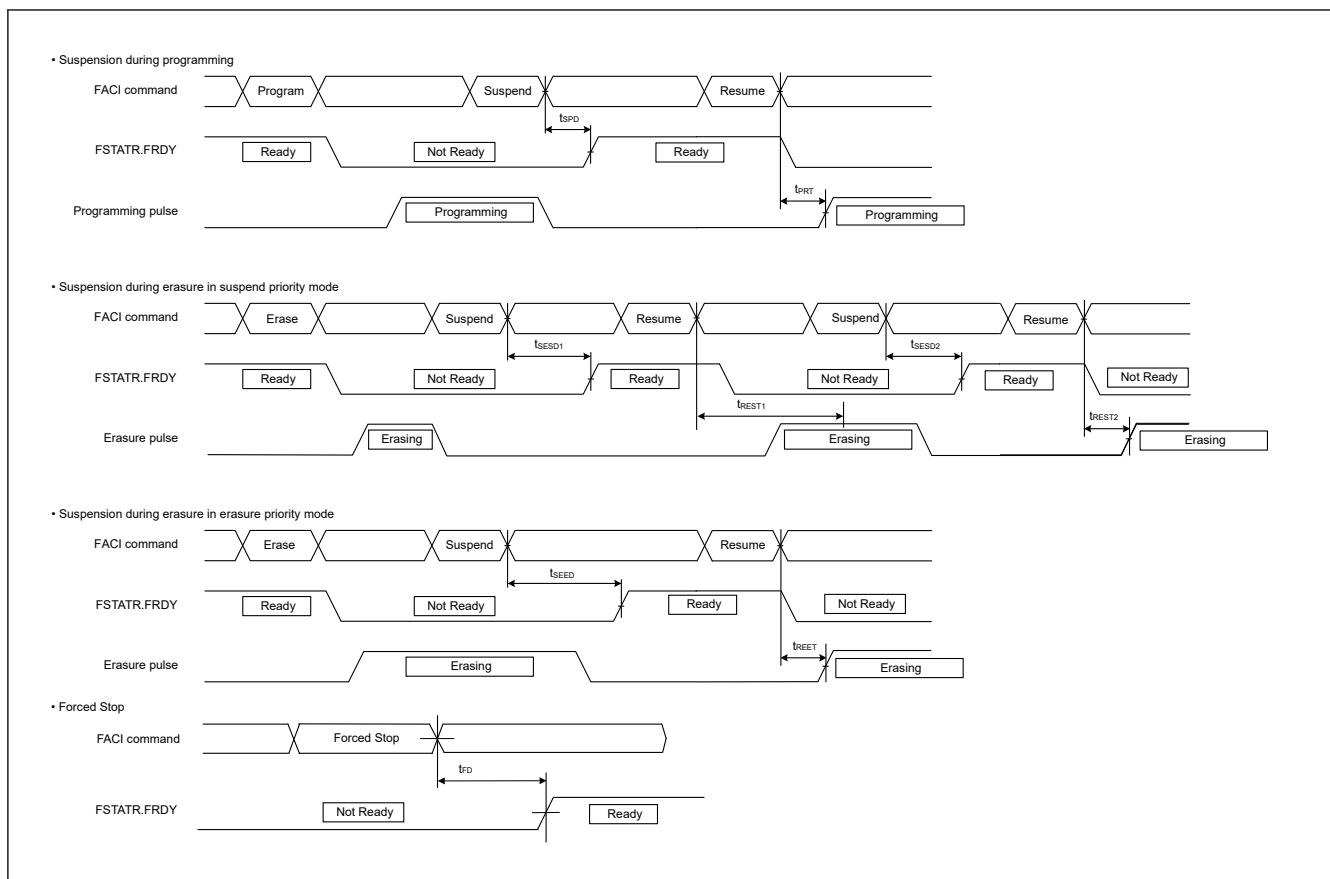 • Suspension during programming
FACI command
Program
Suspend
Resume
tSPD
FSTATR.FRDY
Ready
Not Ready
Ready
tPRT
Programming pulse
Programming
Programming
• Suspension during erasure in suspend priority mode
FACI command
Erase
Suspend
Resume
Suspend
Resume
tSESD1
tSESD2
FSTATR.FRDY
Ready
Not Ready
Ready
Not Ready
Ready
Not Ready
tREST1
tREST2
Erasure pulse
Erasing
Erasing
Erasing
• Suspension during erasure in erasure priority mode
FACI command
Erase
Suspend
Resume
tSEED
FSTATR.FRDY
Ready
Not Ready
Ready
Not Ready
tREET
Erasure pulse
Erasing
Erasing
• Forced Stop
FACI command
Forced Stop
tFD
FSTATR.FRDY
Not Ready
Ready